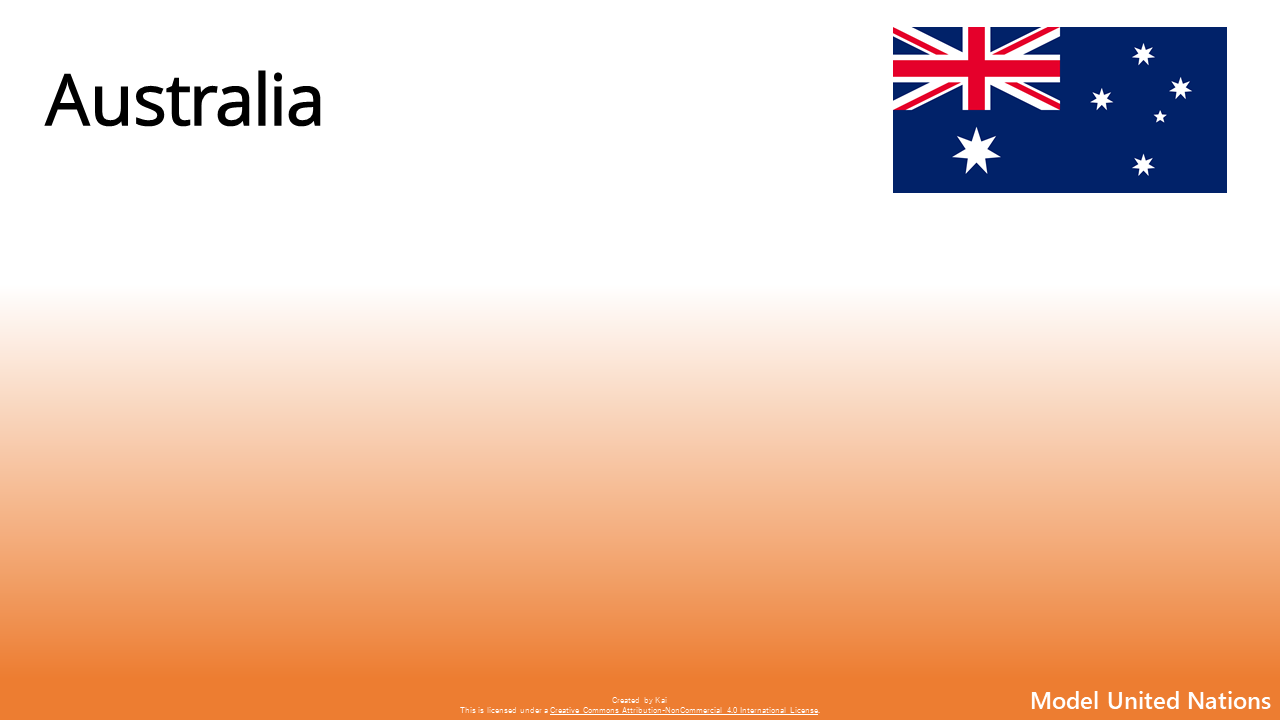 Australia
Created by Kai
This is licensed under a Creative Commons Attribution-NonCommercial 4.0 International License.
Model United Nations